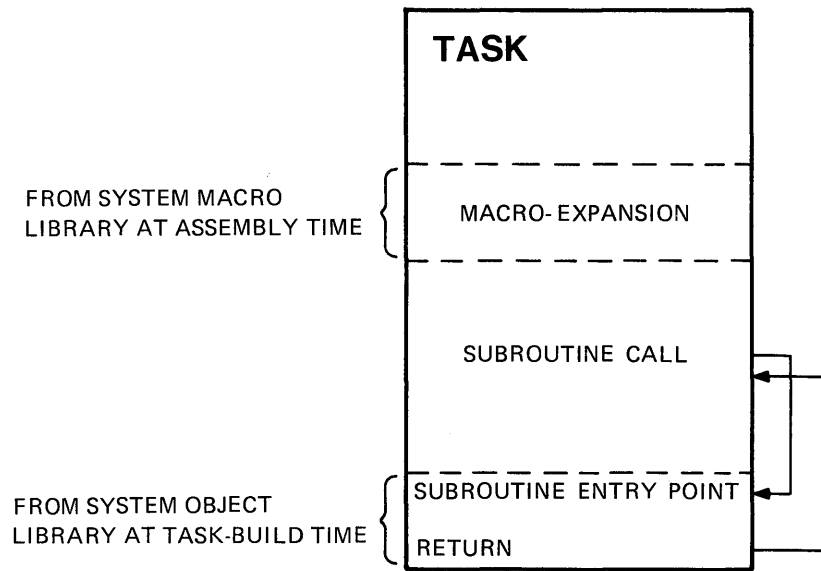 TASK
FROM SYSTEM MACRO
LIBRARY AT ASSEMBLY TIME
MACRO-EXPANSION
SUBROUTINE CALL
FROM SYSTEM OBJECT
LIBRARY AT TASK-BUILD TIME
SUBROUTINE ENTRY POINT
RETURN